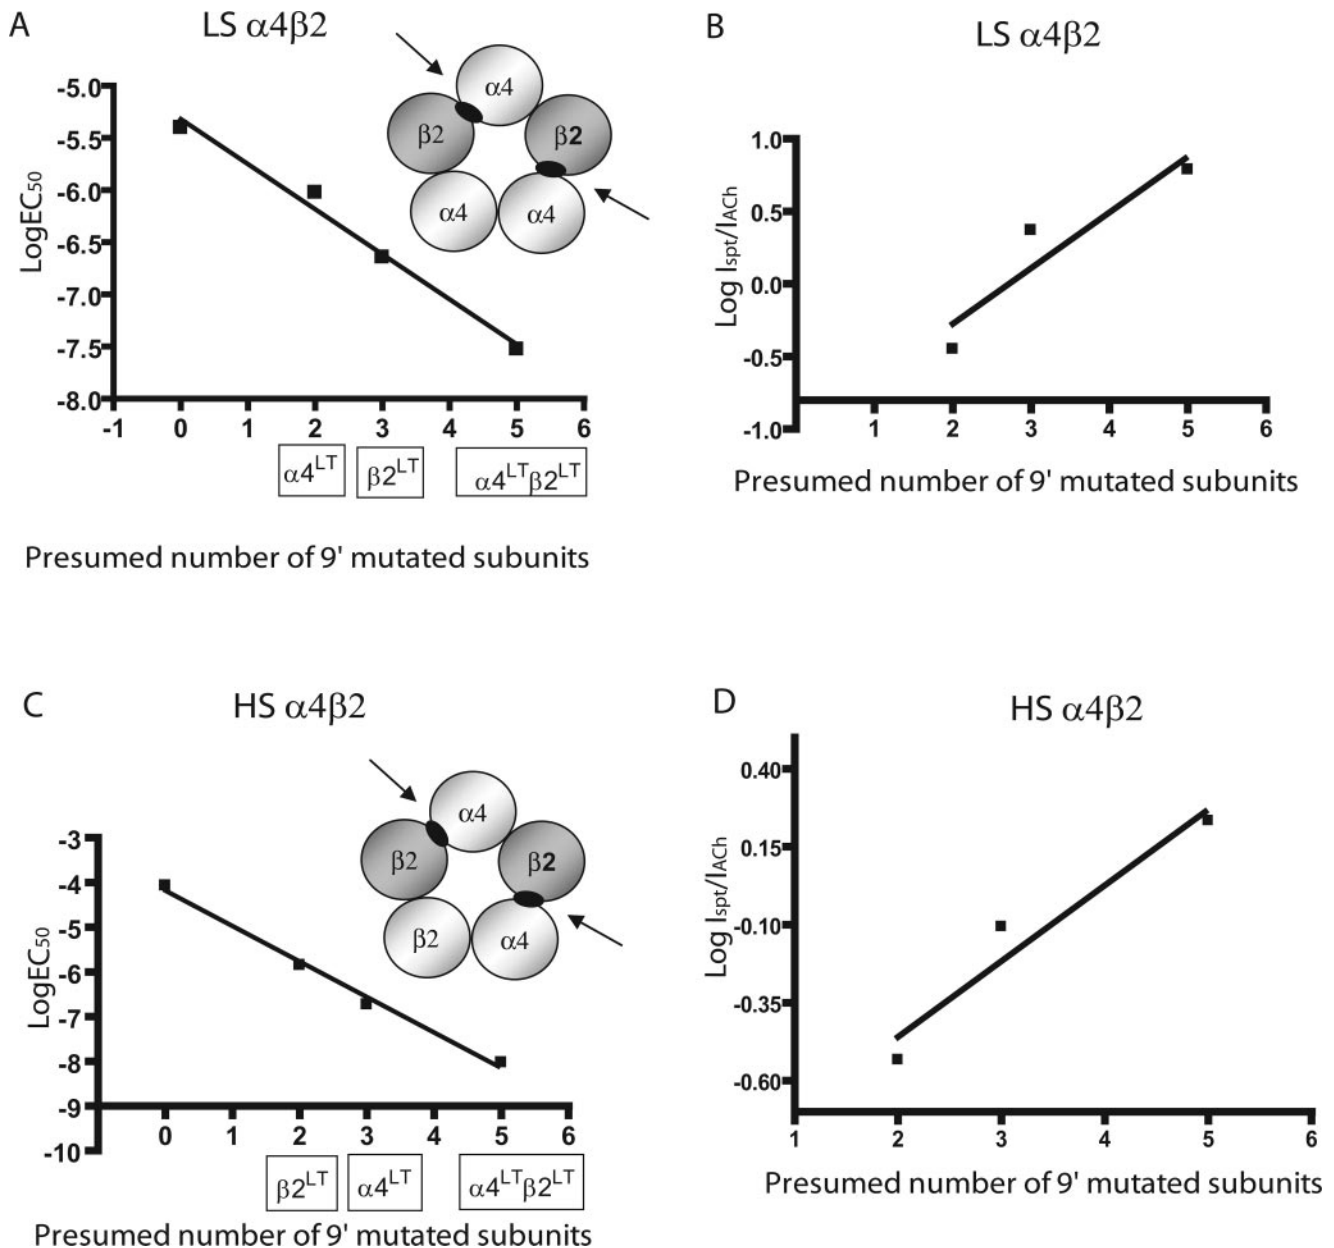 A
LS α4β2
α4
β2
β2
α4
α4
-5.0
-5.5
-6.0
-6.5
-7.0
-7.5
-8.0
LogEC50
-1 0 1 2 3 4 5 6
α4LT
β2LT
α4LTβ2LT
Presumed number of 9' mutated subunits
B
LS α4β2
1.0
0.5
0.0
-0.5
-1.0
Log Ispt/IACh
1 2 3 4 5 6
Presumed number of 9' mutated subunits
C
HS α4β2
α4
β2
β2
β2
α4
-3
-4
-5
-6
-7
-8
-9
-10
LogEC50
0 1 2 3 4 5 6
β2LT
α4LT
α4LTβ2LT
Presumed number of 9' mutated subunits
D
HS α4β2
0.40
0.15
-0.10
-0.35
-0.60
Log Ispt/IACh
1 2 3 4 5 6
Presumed number of 9' mutated subunits